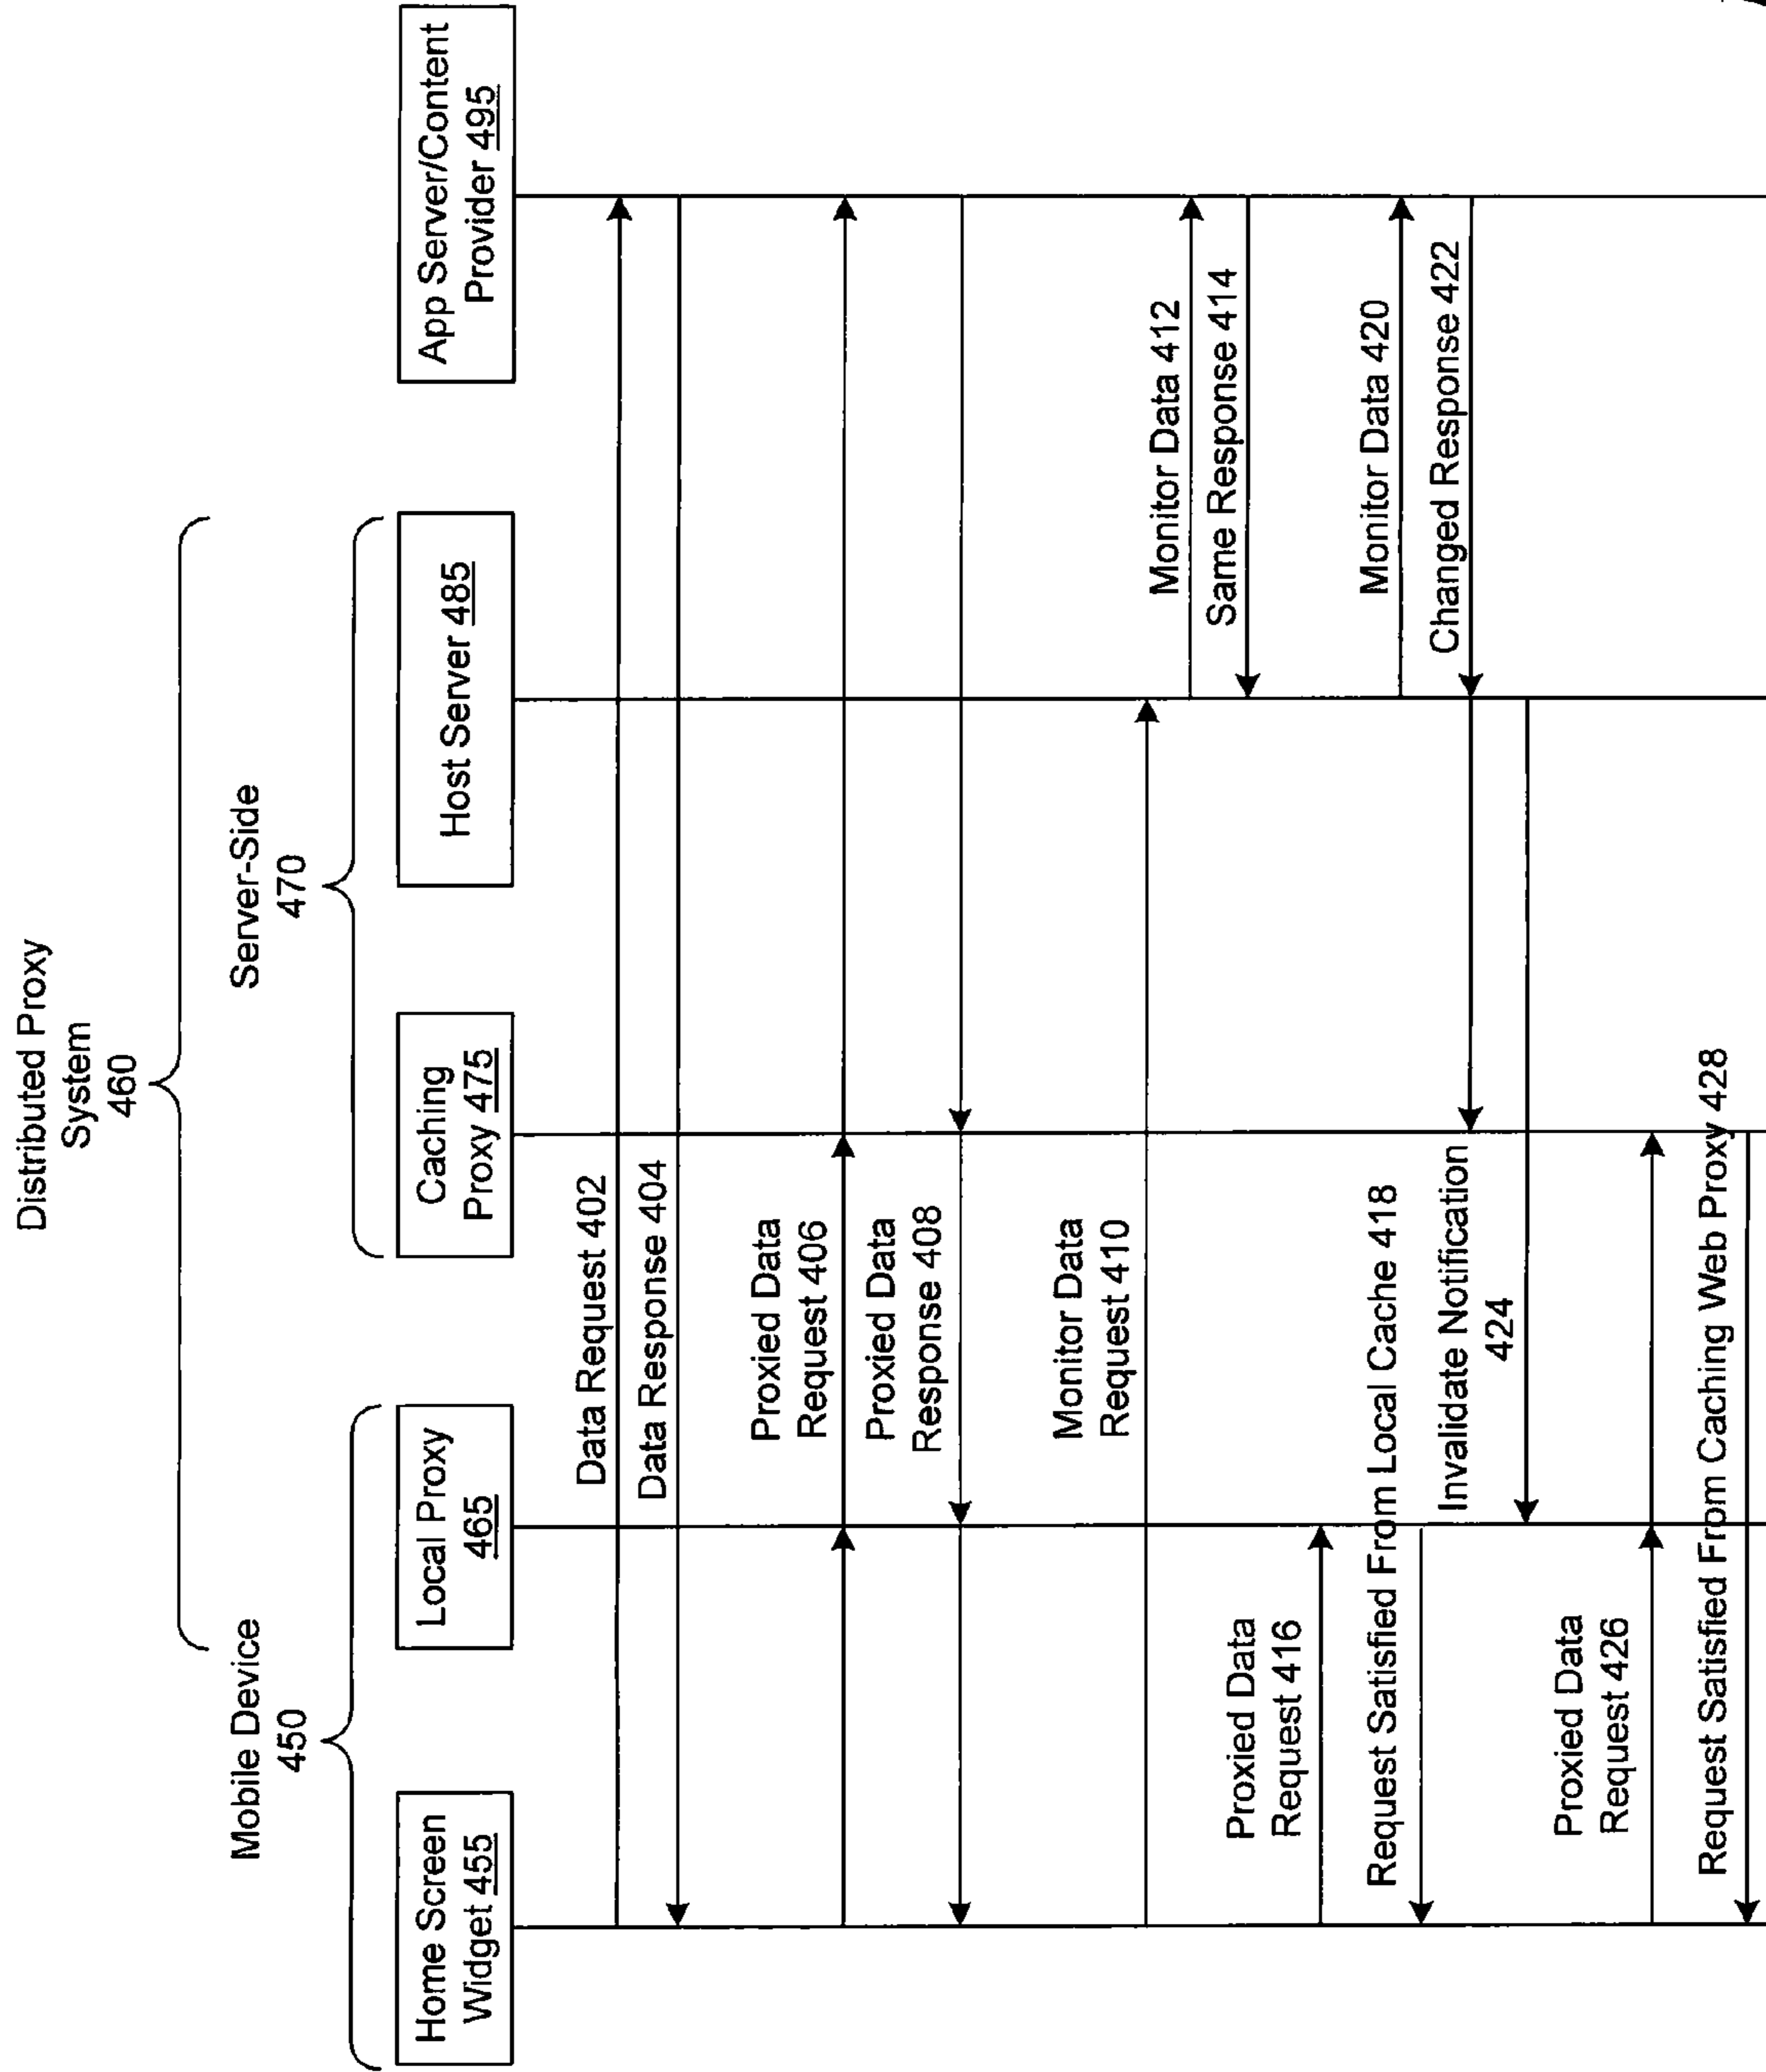 Distributed Proxy
System
460
Mobile Device
450
Server-Side
470
Home Screen
Widget 455
Local Proxy
465
Caching
Proxy 475
Host Server 485
App Server/Content
Provider 495
Data Request 402
Data Response 404
Proxied Data
Request 406
Proxied Data
Response 408
Monitor Data
Request 410
Monitor Data 412
Same Response 414
Proxied Data
Request 416
Request Satisfied From Local Cache 418
Monitor Data 420
Changed Response 422
Invalidate Notification
424
Proxied Data
Request 426
Request Satisfied From Caching Web Proxy 428